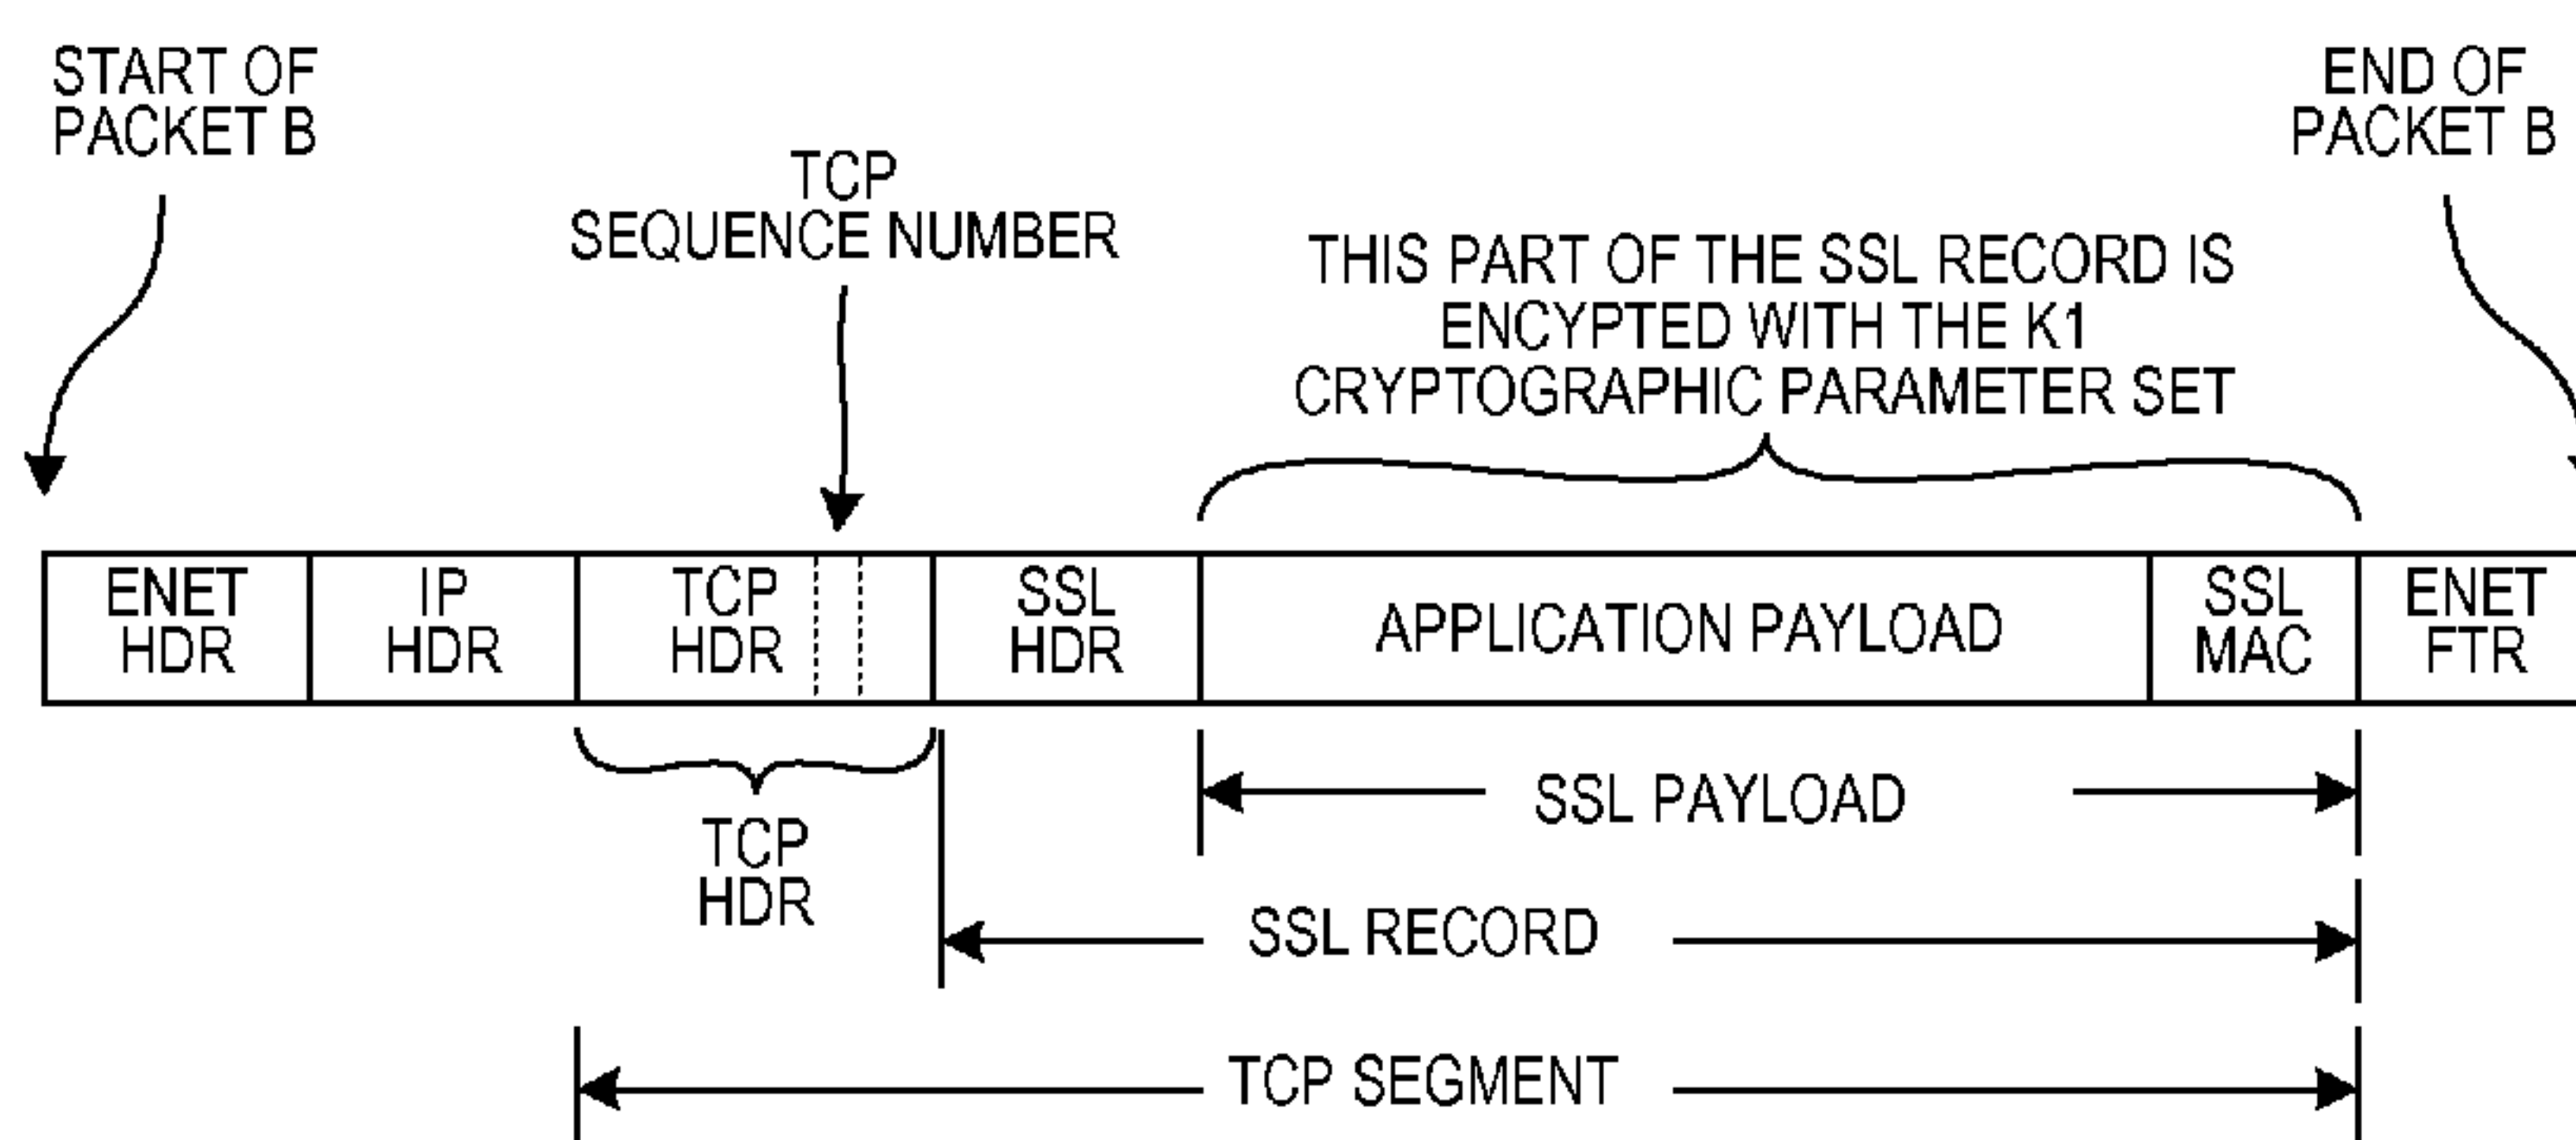 START OF
PACKET B
END OF
PACKET B
TCP
SEQUENCE NUMBER
THIS PART OF THE SSL RECORD IS
ENCYPTED WITH THE K1
CRYPTOGRAPHIC PARAMETER SET
ENET
HDR
IP
HDR
TCP
HDR
SSL
HDR
APPLICATION PAYLOAD
SSL
MAC
ENET
FTR
SSL PAYLOAD
TCP
HDR
SSL RECORD
TCP SEGMENT